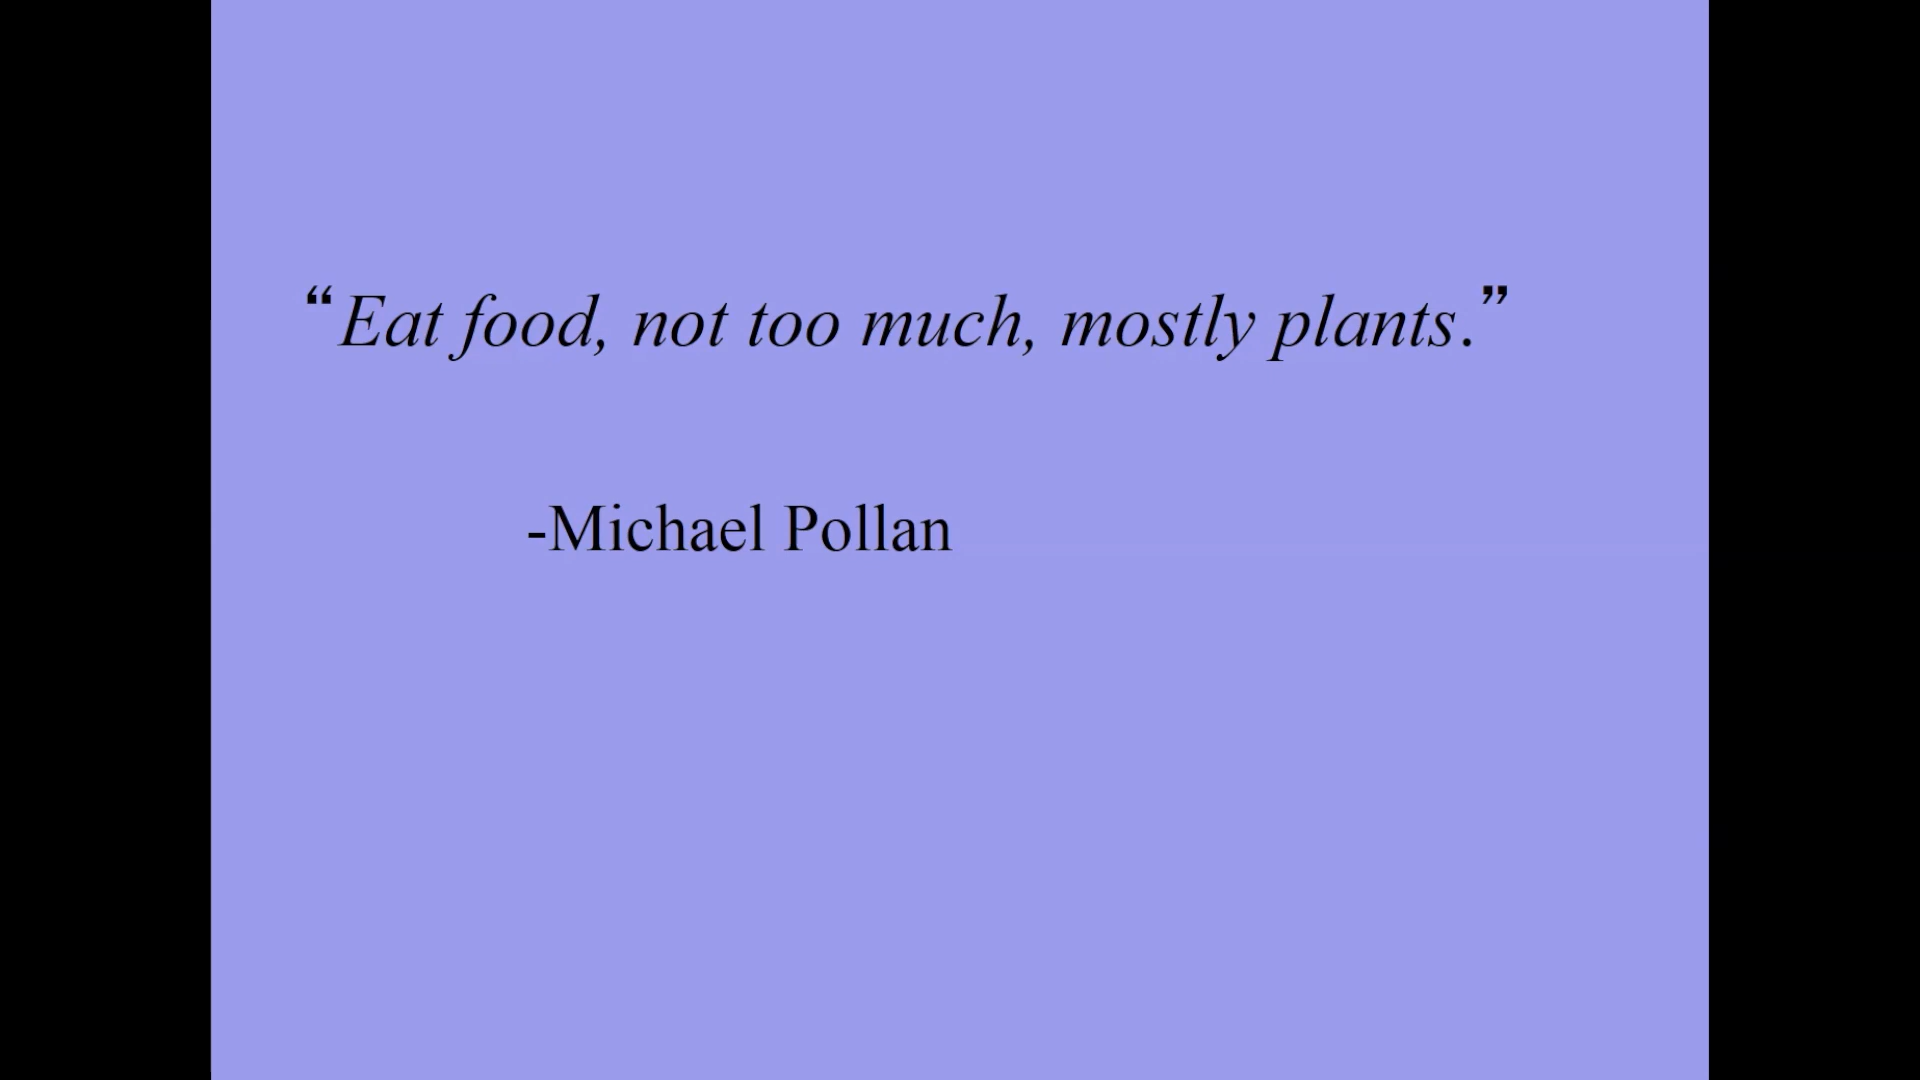 “Eat food, not too much, mostly plants.”
-Michael Pollan